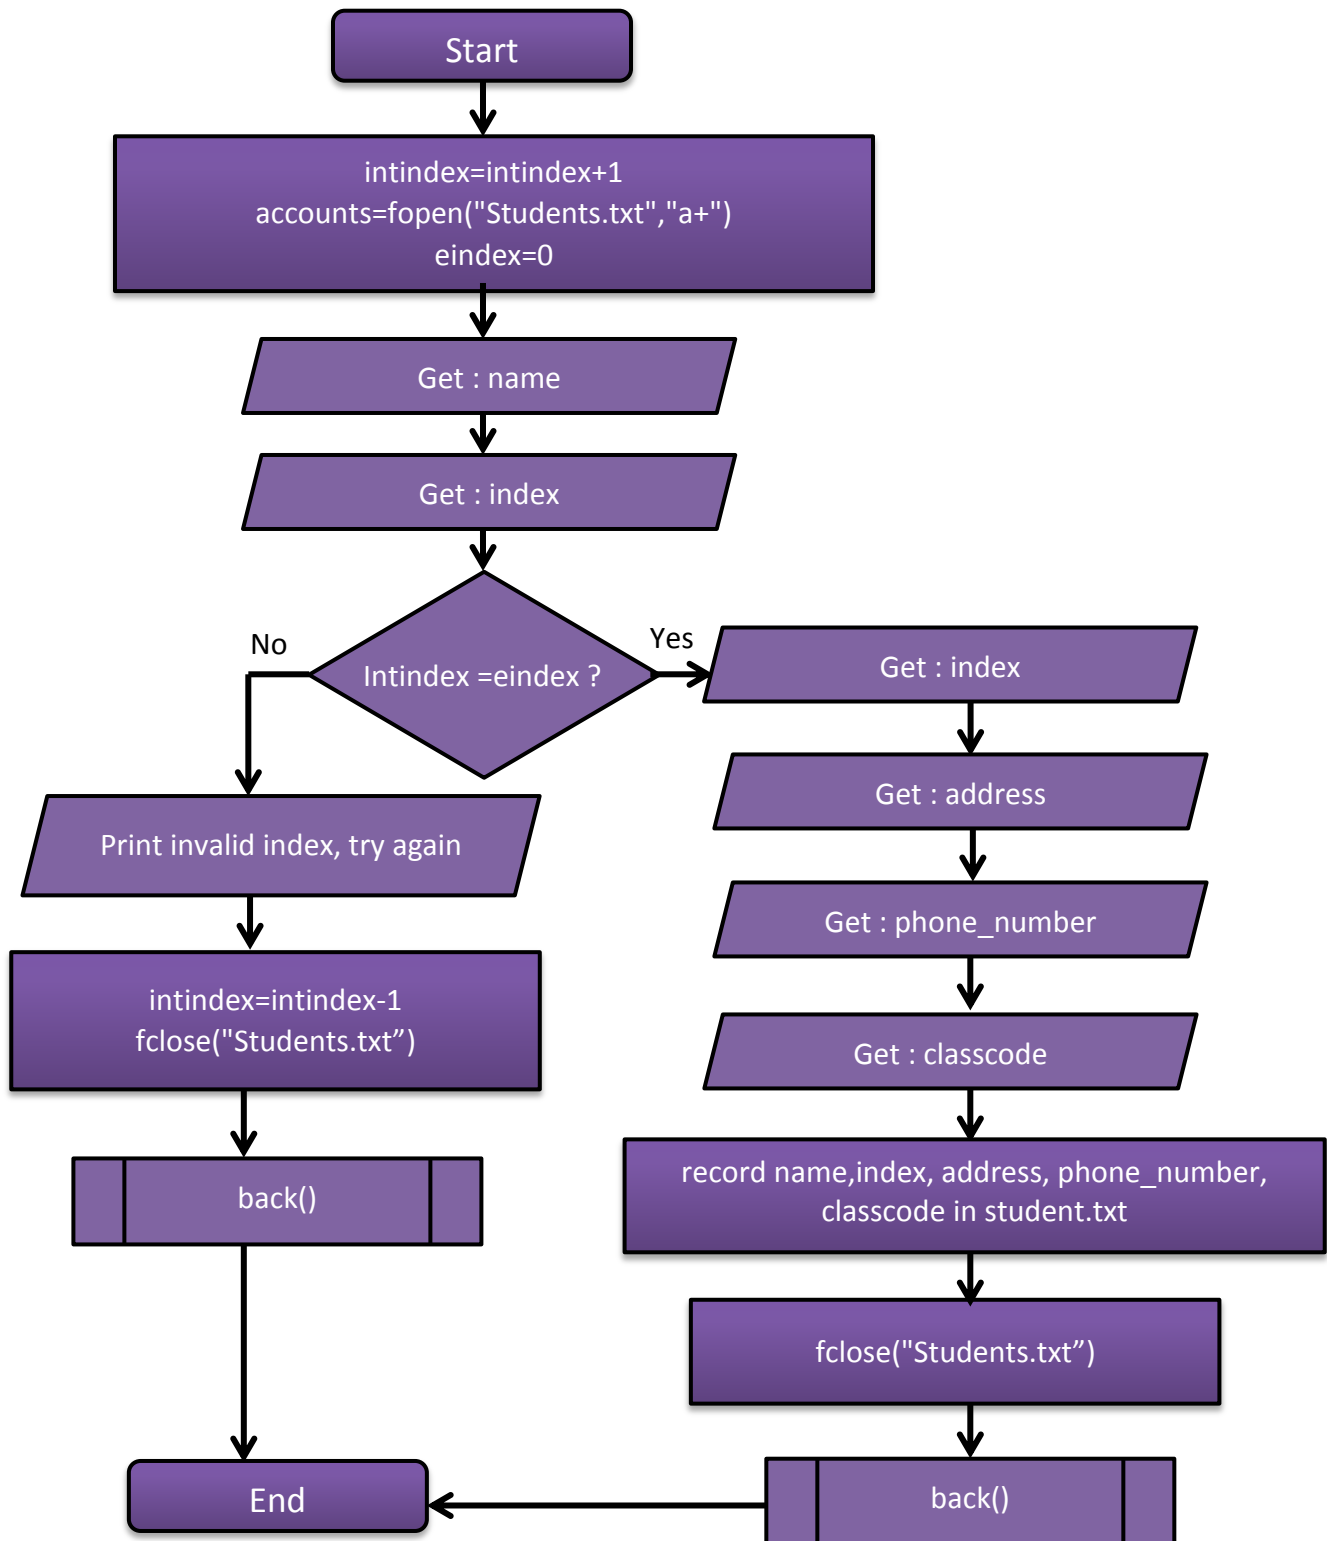 Start
intindex=intindex+1
accounts=fopen("Students.txt","a+")
eindex=0
Get : name
Get : index
Intindex =eindex ?
No
Yes
Print invalid index, try again
intindex=intindex-1
fclose("Students.txt”)
back()
Get : index
Get : address
Get : phone_number
Get : classcode
record name,index, address, phone_number,
classcode in student.txt
fclose("Students.txt”)
back()
End